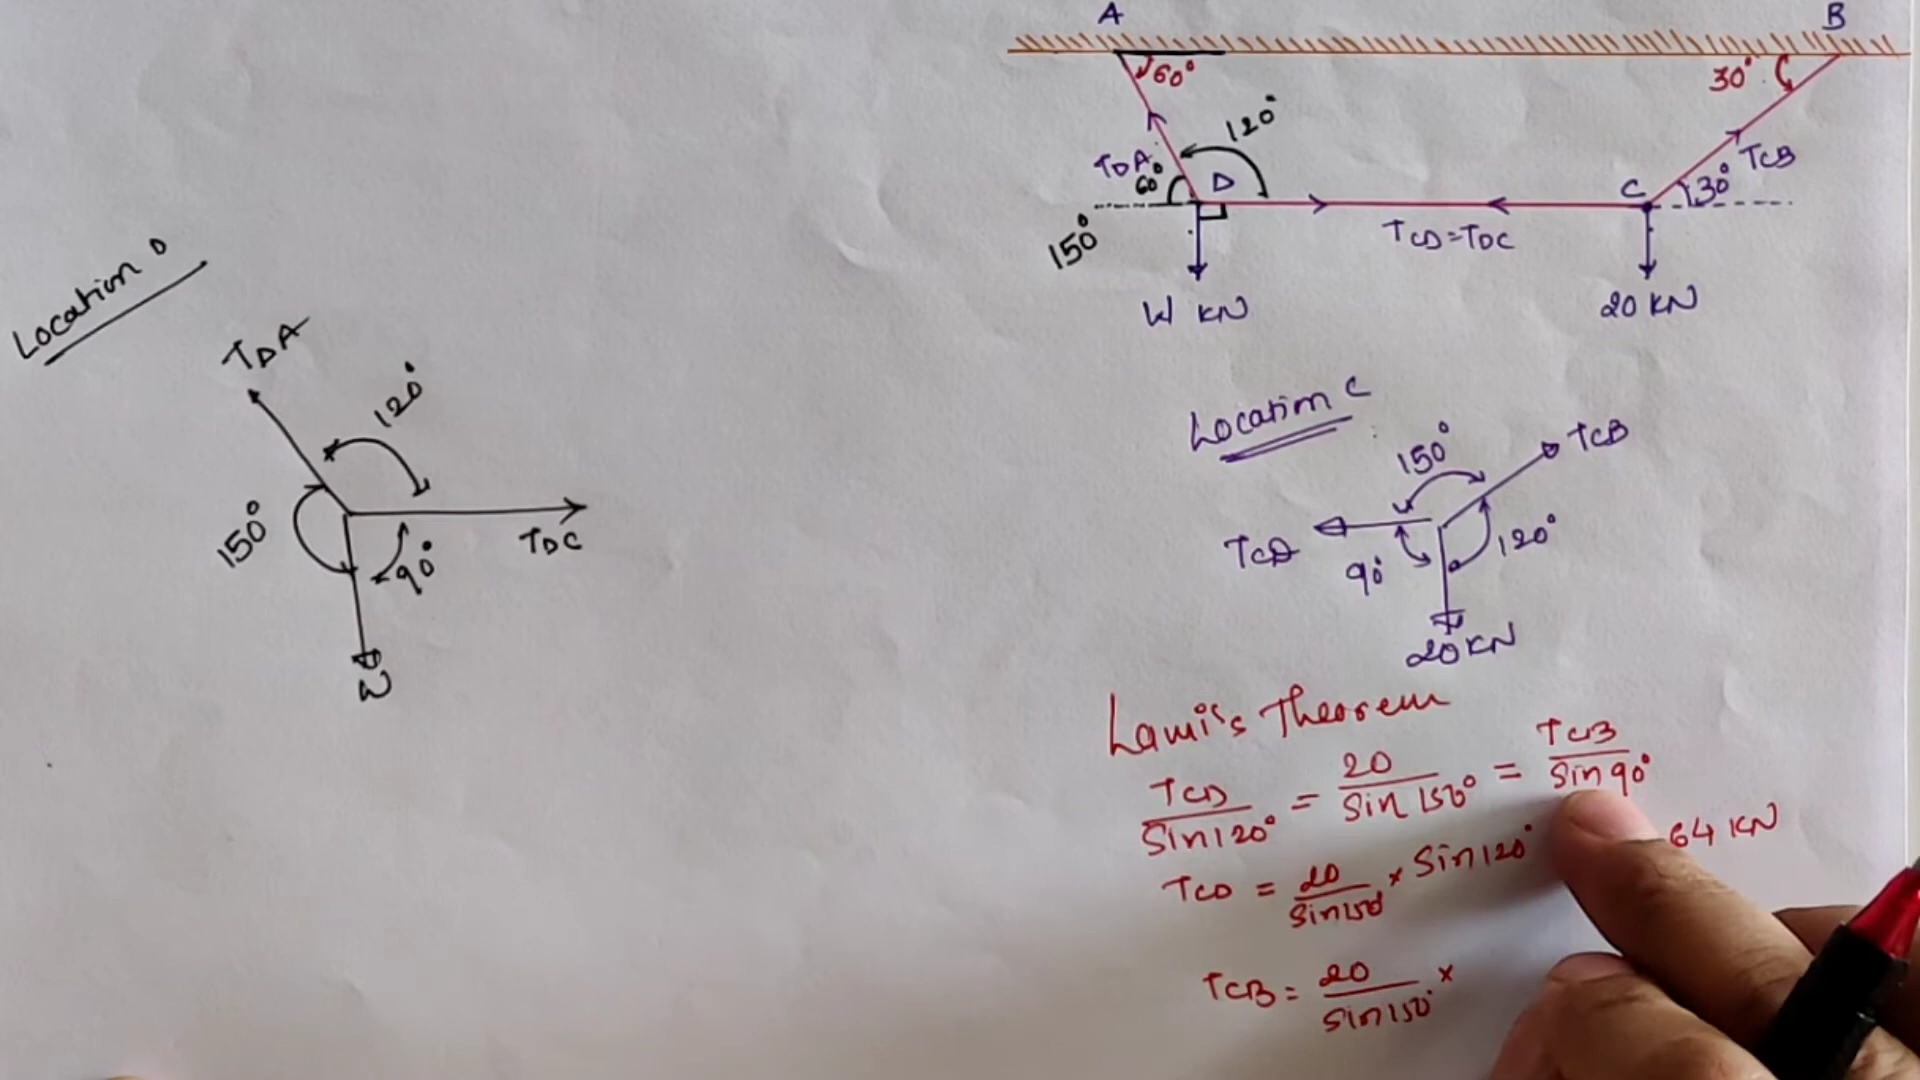 A
B
60°
30°
120°
TDA
60°
D
C
30°
TCB
150°
TCD=TDC
W KN
20 KN
Location D
TDA
120°
150°
90°
TDC
W
Location C
150°
TCB
TCD
90°
120°
20KN
Lami's Theorem
TCD/Sin120° = 20/Sin150° = TCB/Sin90°
TCD = 20/Sin150° × Sin120° 64 KN
TCB = 20/Sin150° ×